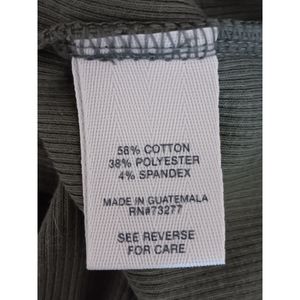 58% COTTON
38% POLYESTER
4% SPANDEX
MADE IN GUATEMALA
RN#73277
SEE REVERSE
FOR CARE